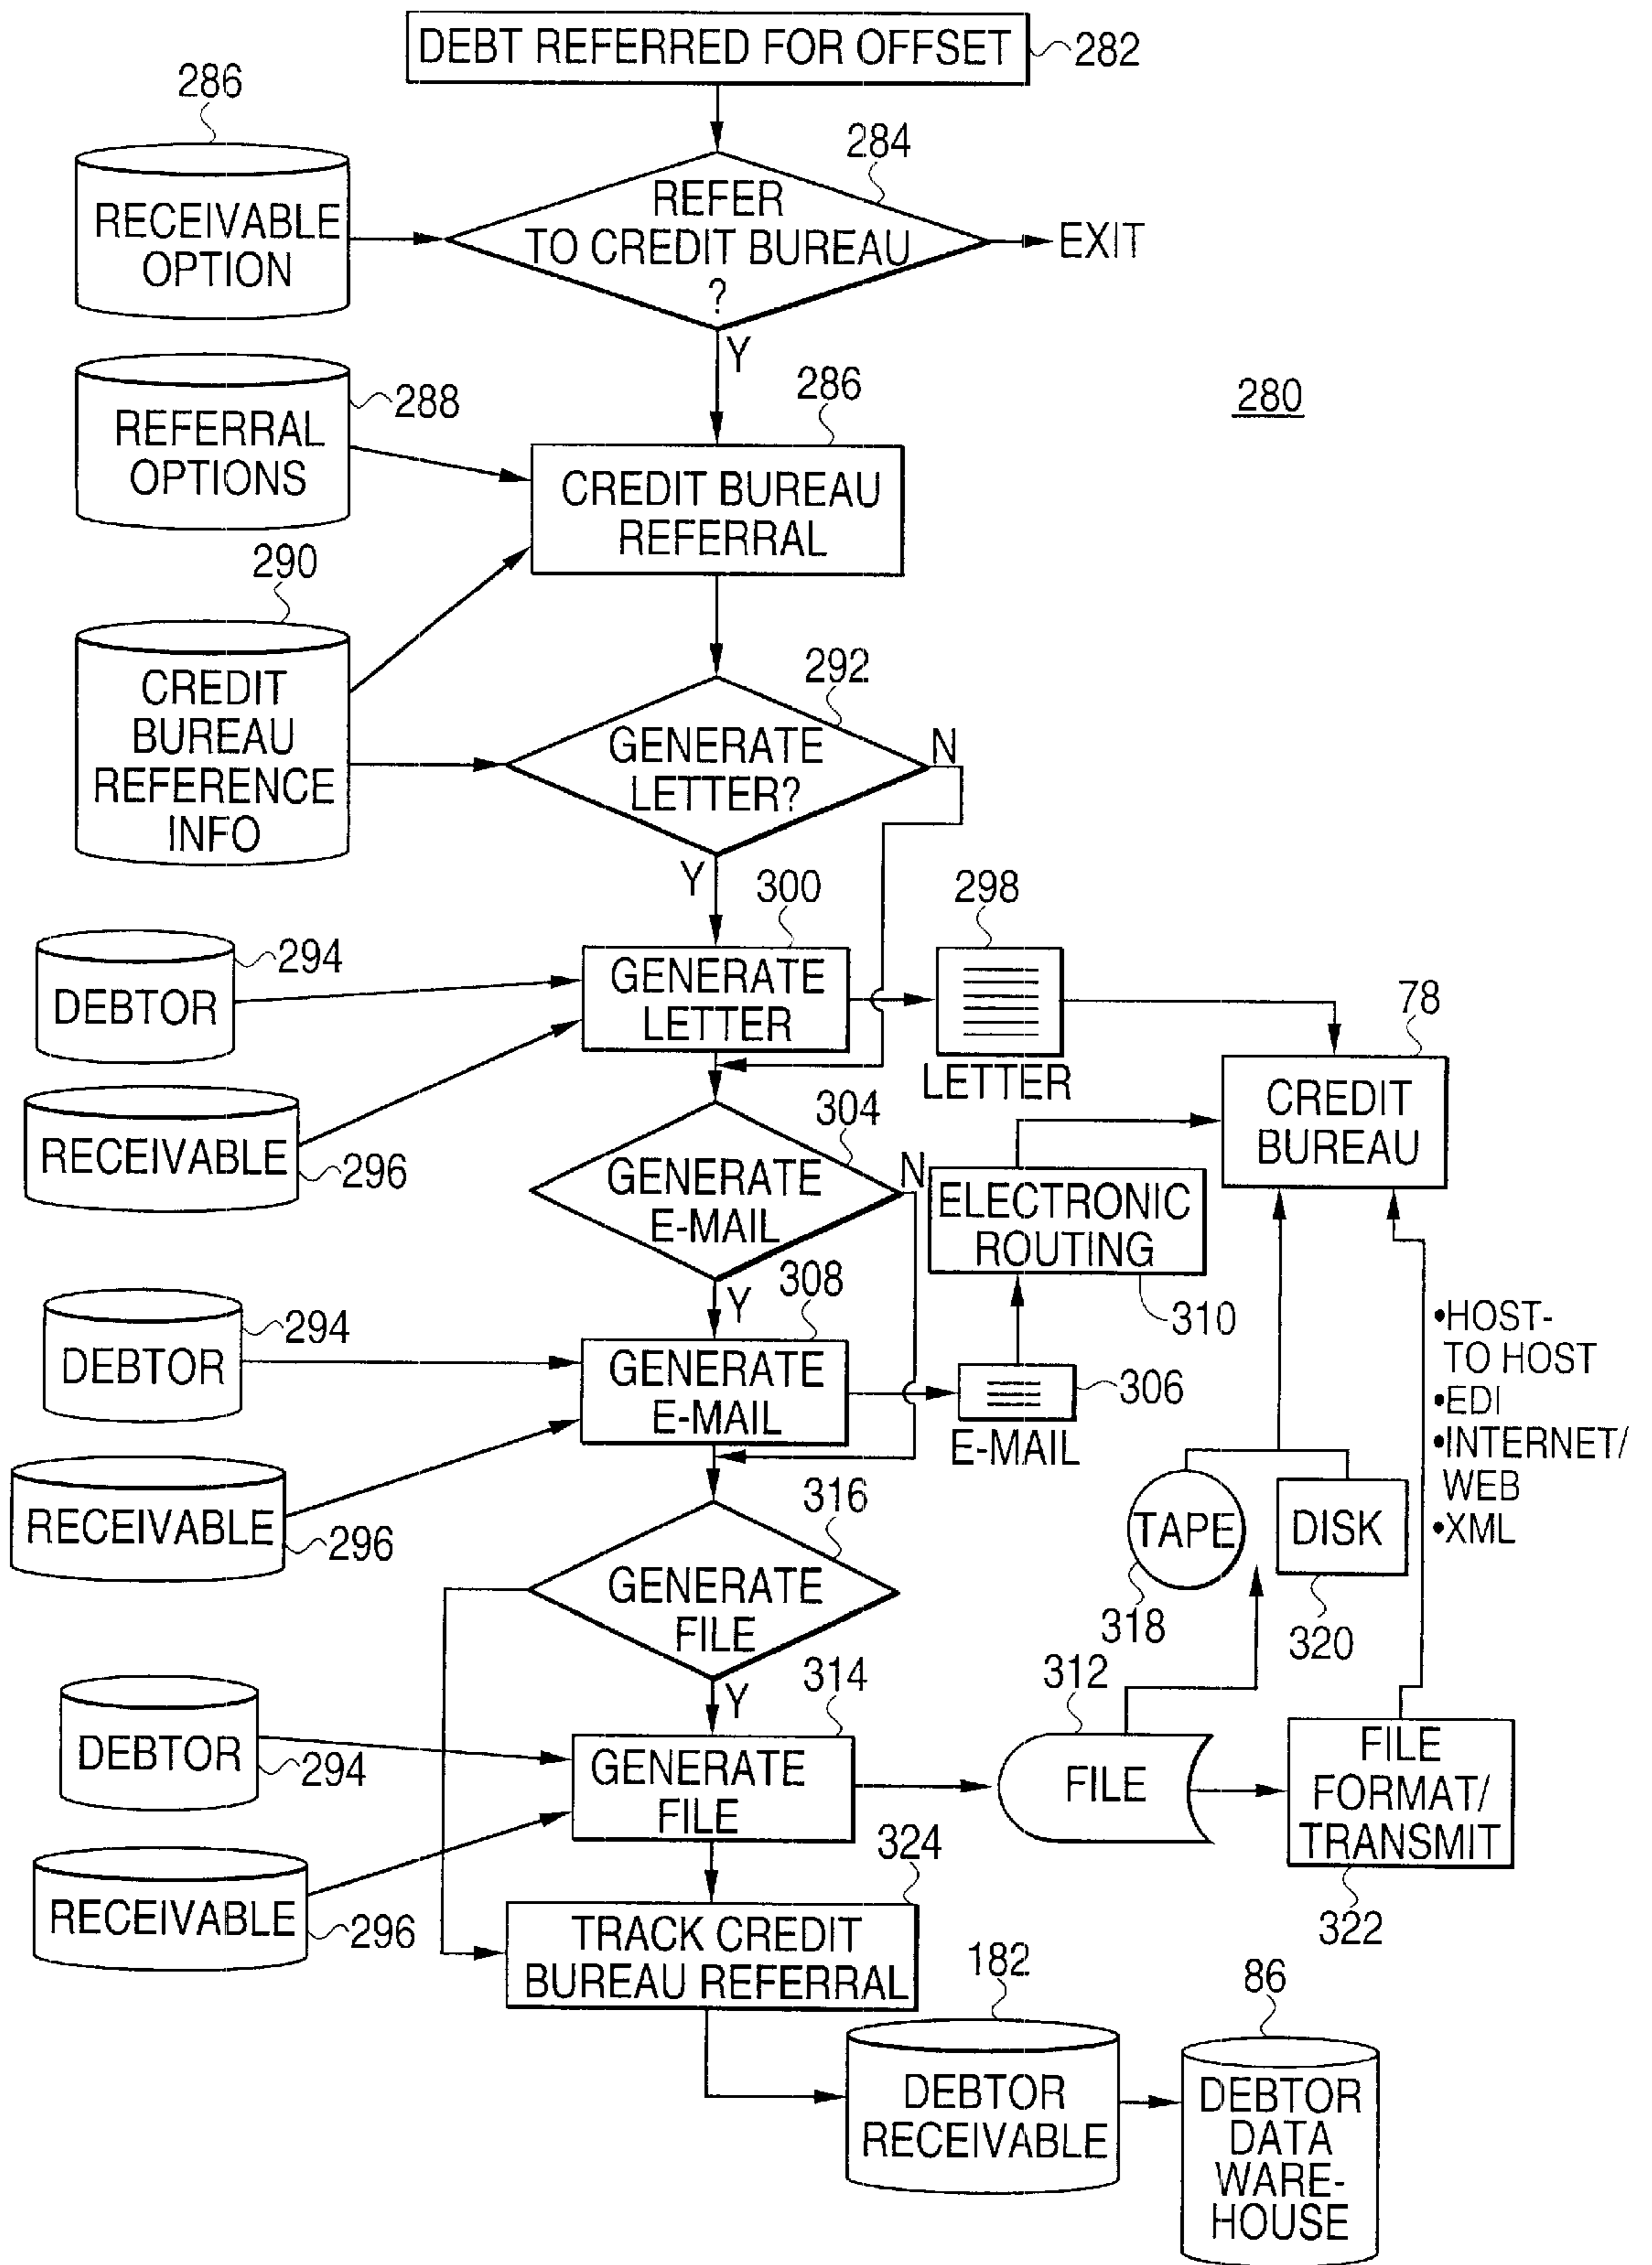 DEBT REFERRED FOR OFFSET
282
286
284
RECEIVABLE
OPTION
REFER
TO CREDIT BUREAU
?
EXIT
Y
288
REFERRAL
OPTIONS
286
280
CREDIT BUREAU
REFERRAL
290
CREDIT
BUREAU
REFERENCE
INFO
292
GENERATE
LETTER?
N
Y
300
298
294
DEBTOR
GENERATE
LETTER
LETTER
78
CREDIT
BUREAU
RECEIVABLE
296
304
GENERATE
E-MAIL
N
ELECTRONIC
ROUTING
310
Y
308
294
DEBTOR
GENERATE
E-MAIL
306
E-MAIL
•HOST-
TO HOST
•EDI
•INTERNET/
WEB
•XML
RECEIVABLE
296
316
GENERATE
FILE
TAPE
318
DISK
320
Y
314
312
DEBTOR
294
GENERATE
FILE
FILE
FILE
FORMAT/
TRANSMIT
322
RECEIVABLE
296
324
TRACK CREDIT
BUREAU REFERRAL
182
86
DEBTOR
RECEIVABLE
DEBTOR
DATA
WARE-
HOUSE